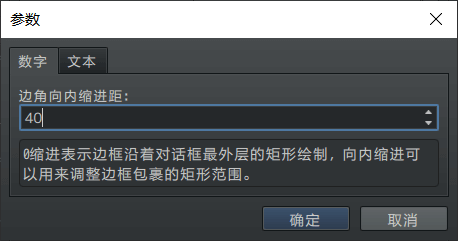 参数
数字 文本
边角向内缩进距：
40
0缩进表示边框沿着对话框最外层的矩形绘制，向内缩进可
以用来调整边框包裹的矩形范围。
确定 取消